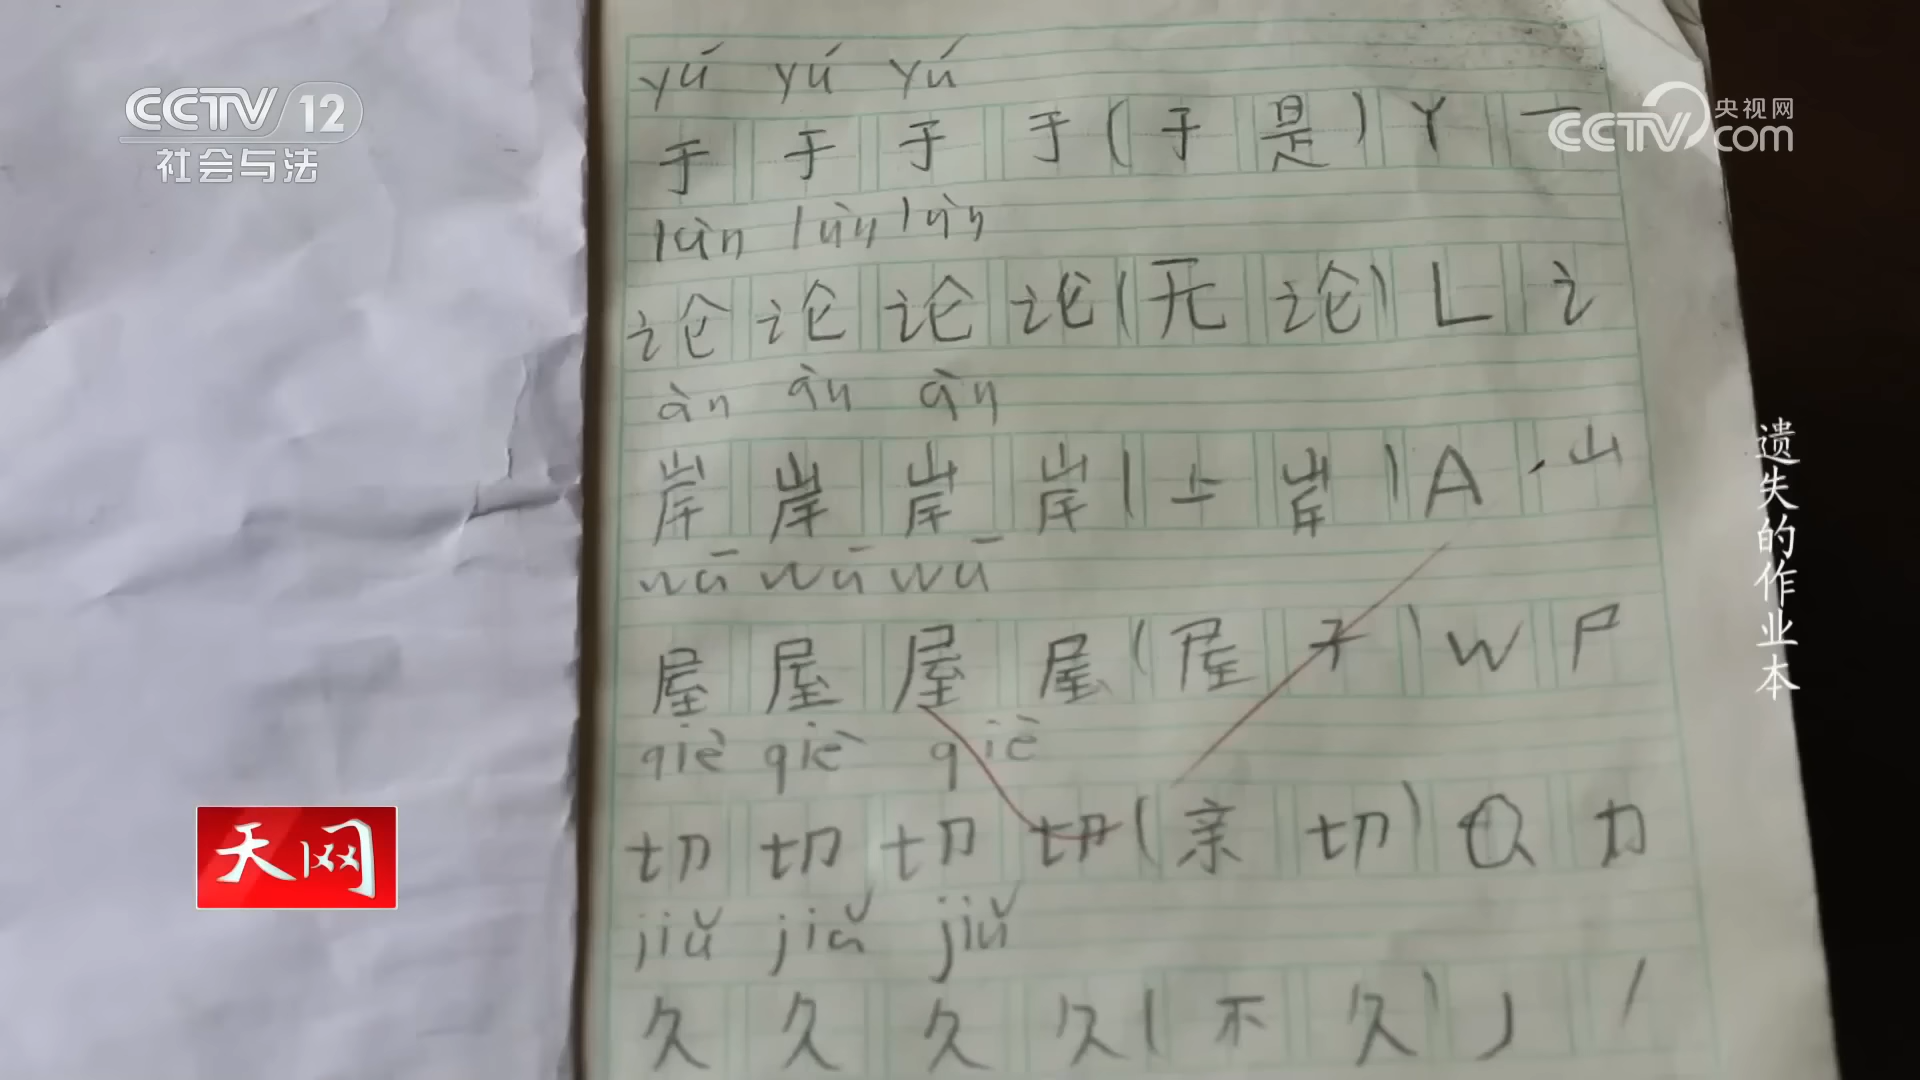 CCTV 12
社会与法
央视网
CCTV.com
yú yú yú
于 于 于 于 (于是) Y 一
lùn lùn lùn
论 论 论 论 (无论) L 讠
àn àn àn
岸 岸 岸 岸 (上岸) A 山
wū wū wū
屋 屋 屋 屋 (屋子) W 尸
qiè qiè qiè
切 切 切 切 (亲切) Q 力
jiǔ jiǔ jiǔ
久 久 久 久 (不久) J 丿
遗失的作业本
天网